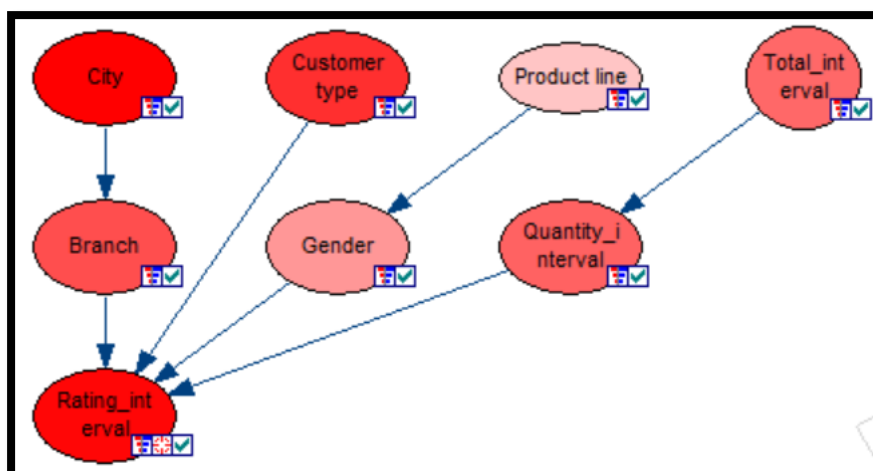 City
Customer
type
Product line
Total_int
erval
Branch
Gender
Quantity_i
nterval
Rating_int
erval